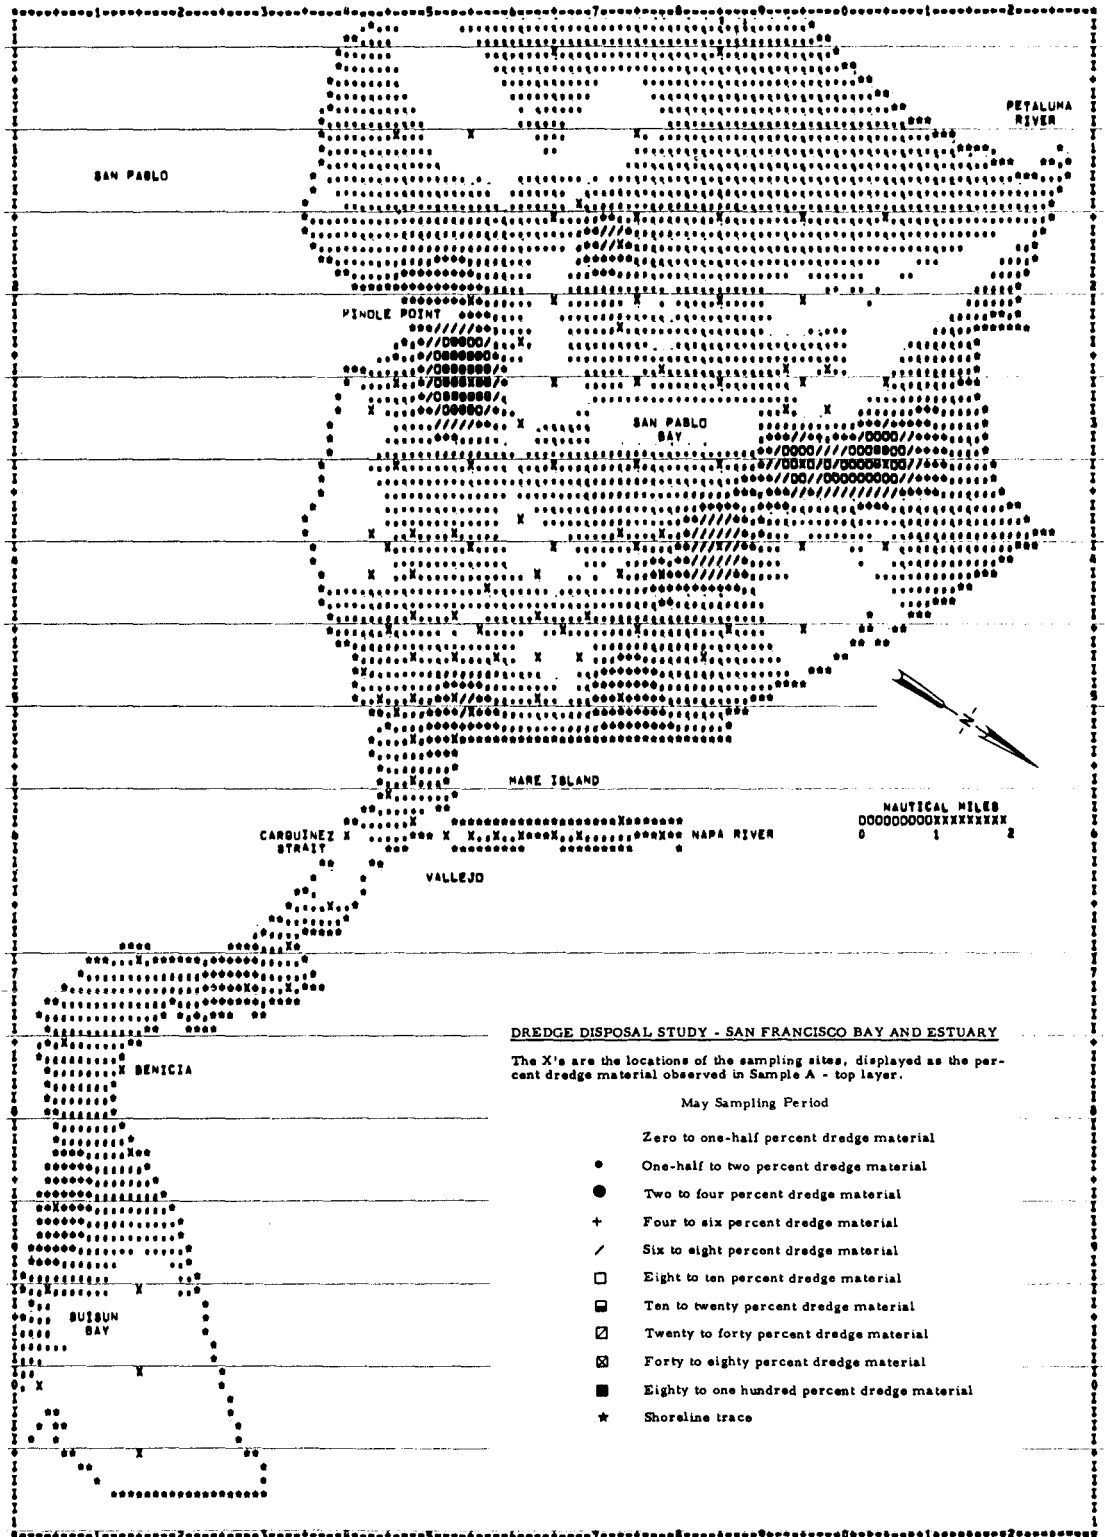 PETALUMA
RIVER
SAN PABLO
PINOLE POINT
SAN PABLO
BAY
MARE ISLAND
NAUTICAL MILES
0000000000XXXXXXXXXX
0 1 2
CARQUINEZ
STRAIT
NAPA RIVER
VALLEJO
BENICIA
DREDGE DISPOSAL STUDY - SAN FRANCISCO BAY AND ESTUARY
The X's are the locations of the sampling sites, displayed as the per-
cent dredge material observed in Sample A - top layer.
May Sampling Period
Zero to one-half percent dredge material
One-half to two percent dredge material
Two to four percent dredge material
+ Four to six percent dredge material
/ Six to eight percent dredge material
Eight to ten percent dredge material
Ten to twenty percent dredge material
Twenty to forty percent dredge material
Forty to eighty percent dredge material
Eighty to one hundred percent dredge material
Shoreline trace
SUISUN
BAY
N